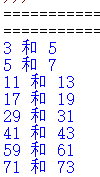 ==========
==========
3 和 5
5 和 7
11 和 13
17 和 19
29 和 31
41 和 43
59 和 61
71 和 73